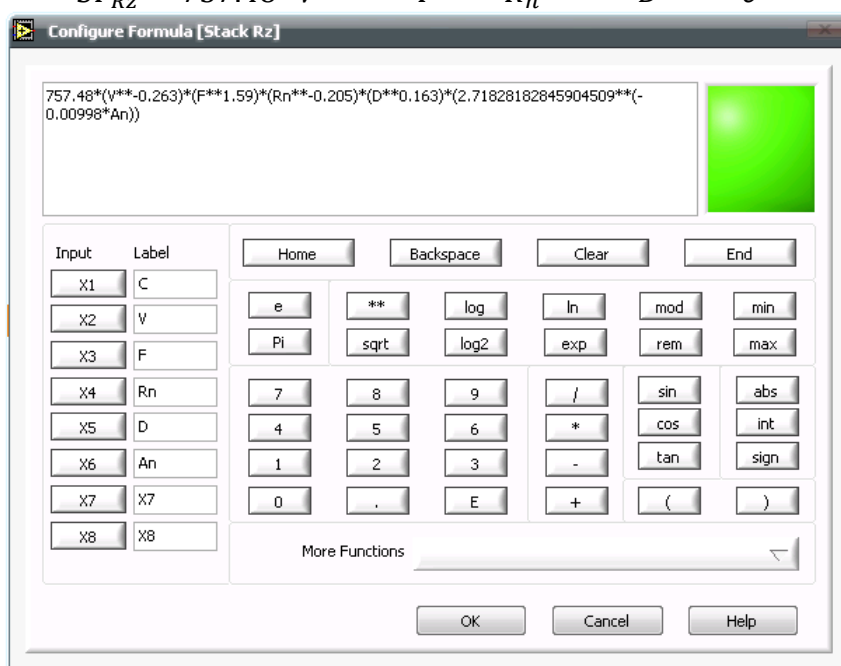 Configure Formula [Stack Rz]
757.48*(V**-0.263)*(F**1.59)*(Rn**-0.205)*(D**0.163)*(2.71828182845904509**(-
0.00998*An))
Input Label Home Backspace Clear End
X1 C
X2 V
X3 F
X4 Rn
X5 D
X6 An
X7 X7
X8 X8
e ** log ln mod min
Pi sqrt log2 exp rem max
7 8 9 / sin abs
4 5 6 * cos int
1 2 3 - tan sign
0 . E + ( )
More Functions
OK Cancel Help